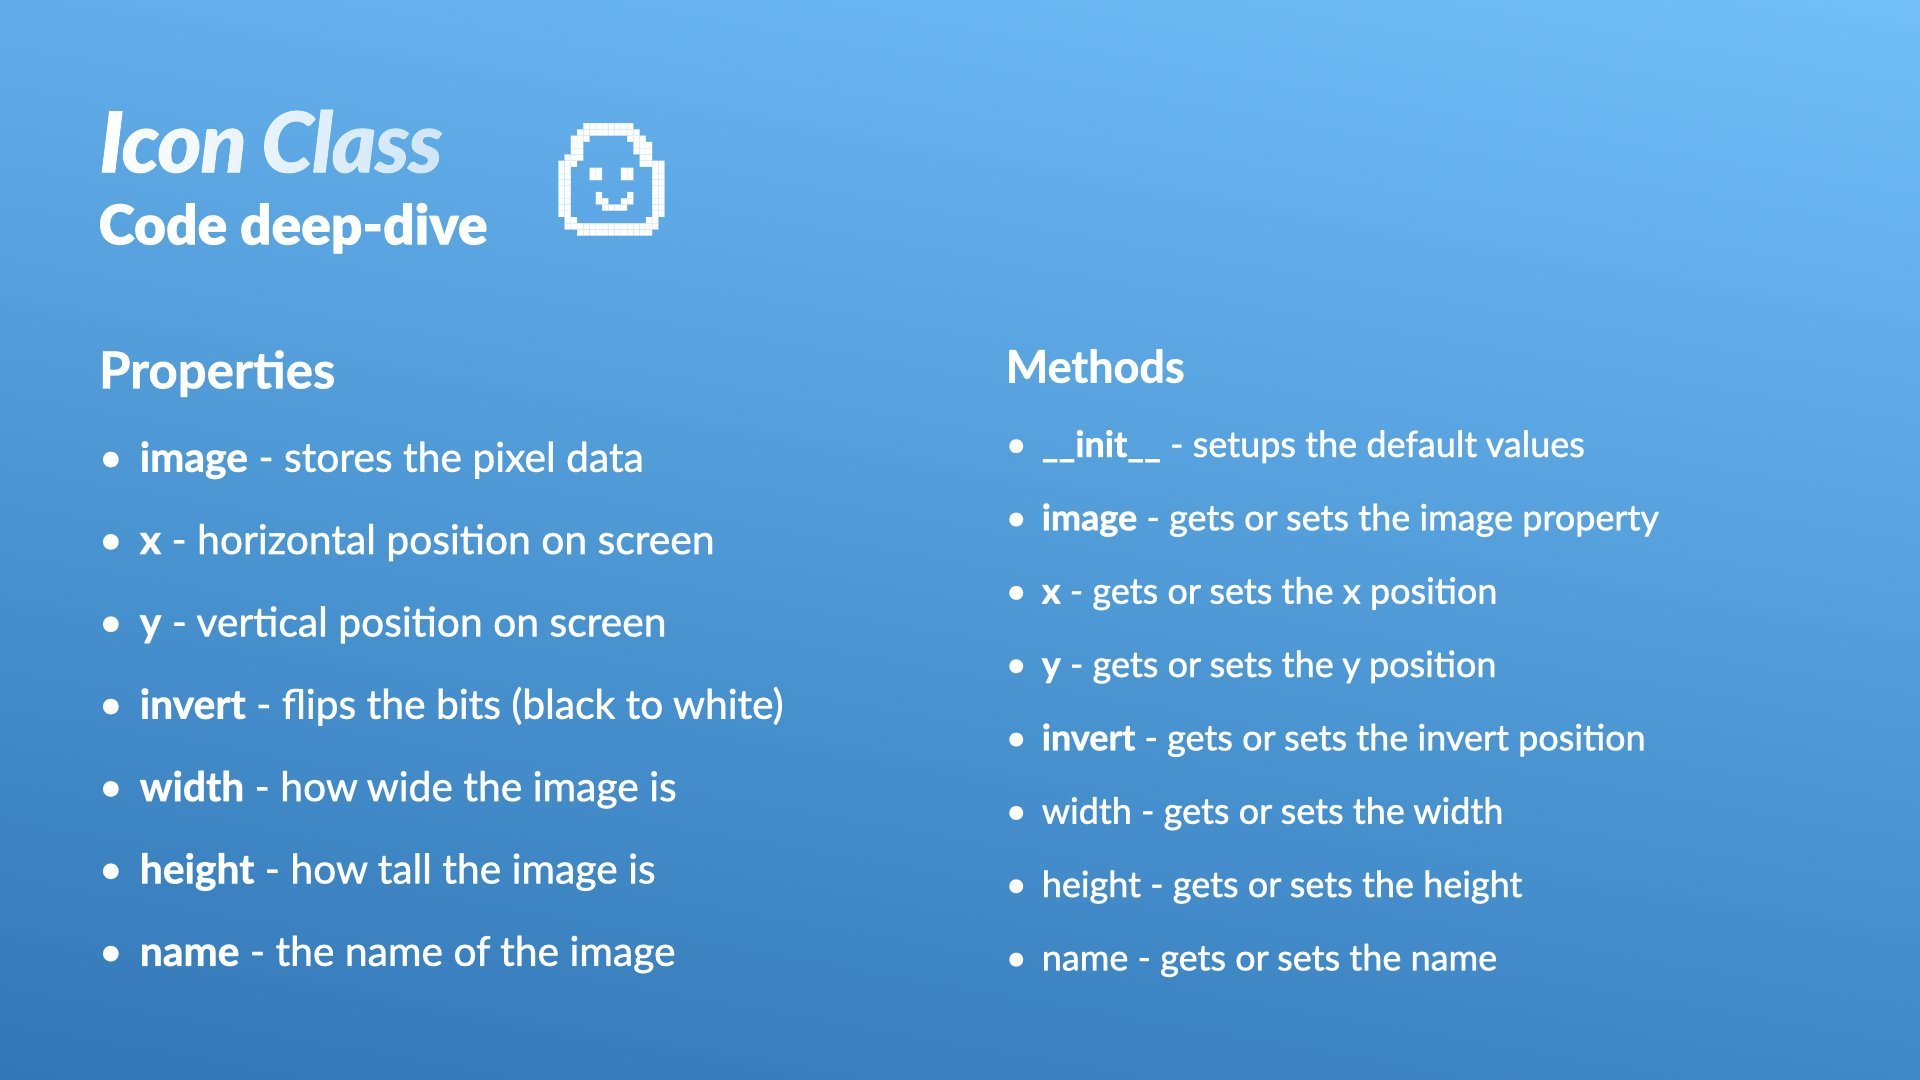 Icon Class
Code deep-dive
Properties
• image - stores the pixel data
• x - horizontal position on screen
• y - vertical position on screen
• invert - flips the bits (black to white)
• width - how wide the image is
• height - how tall the image is
• name - the name of the image
Methods
• __init__ - setups the default values
• image - gets or sets the image property
• x - gets or sets the x position
• y - gets or sets the y position
• invert - gets or sets the invert position
• width - gets or sets the width
• height - gets or sets the height
• name - gets or sets the name